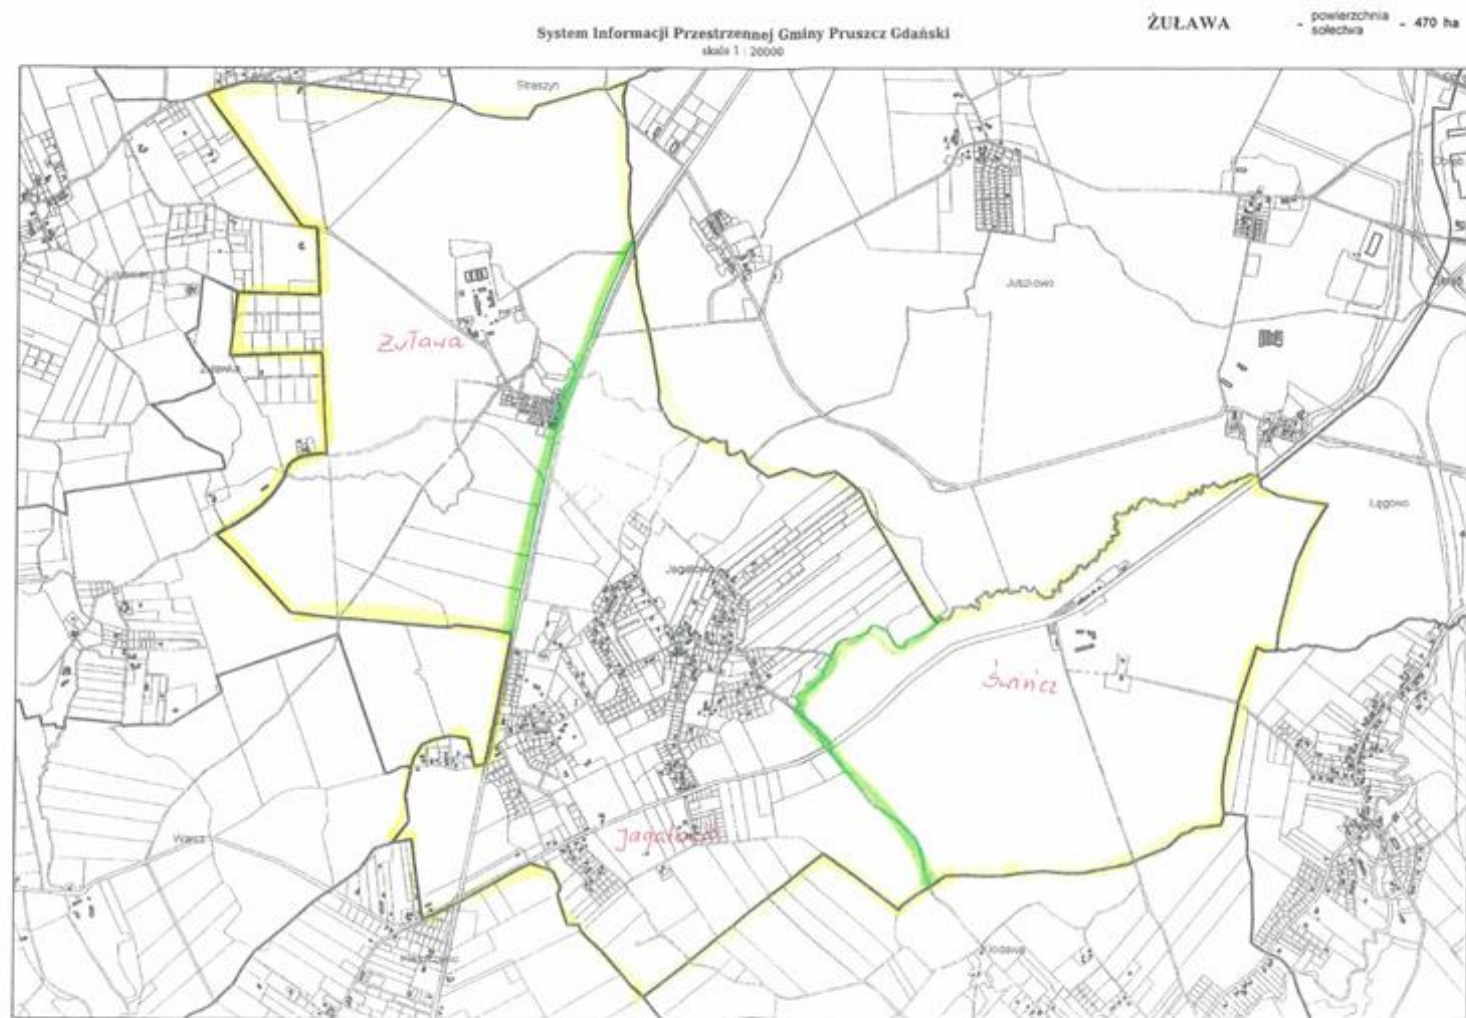 System Informacji Przestrzennej Gminy Pruszcz Gdański
skala 1 : 20000
ŻUŁAWA - powierzchnia sołectwa - 470 ha
Straszyn
Juszkowo
Żuława
Łęgowo
Jagatowo
Świńcz
Jagatowo